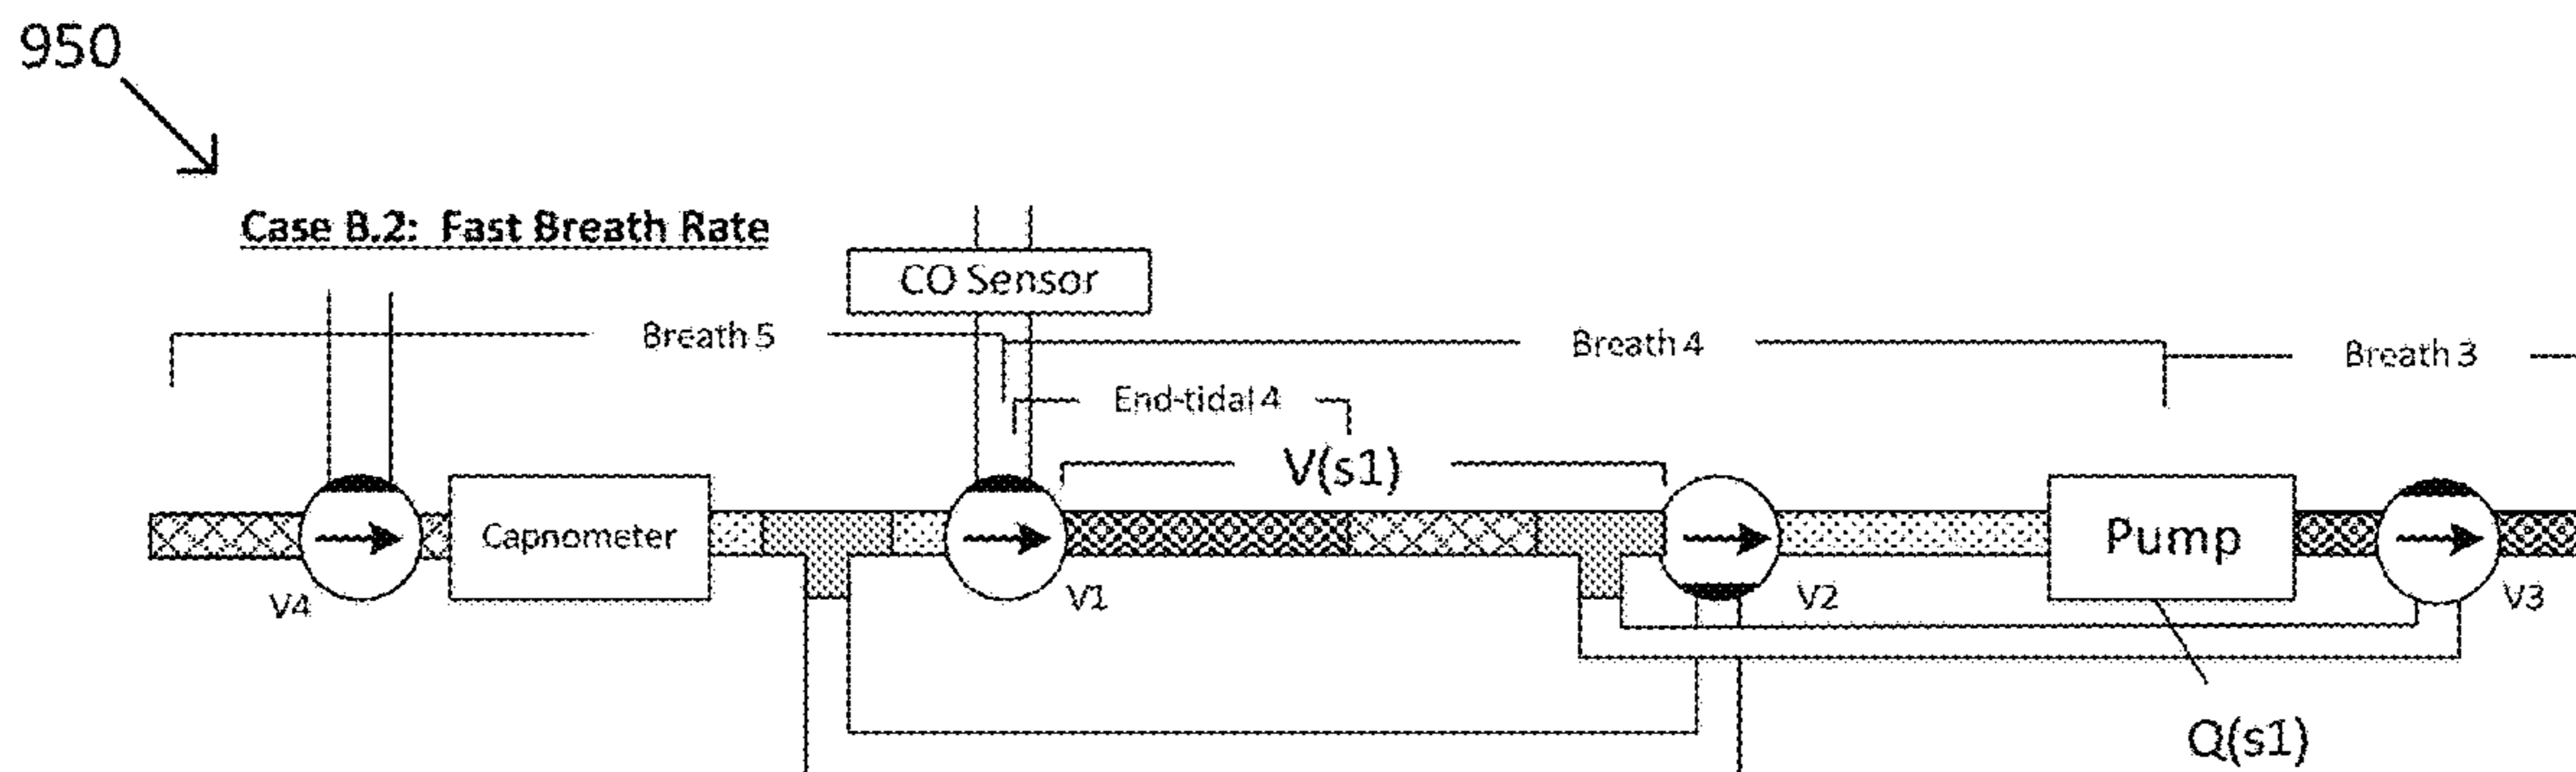 950
Case B.2: Fast Breath Rate
CO Sensor
Breath 5
Breath 4
Breath 3
End-tidal 4
V(s1)
Capnometer
Pump
V4
V1
V2
V3
Q(s1)